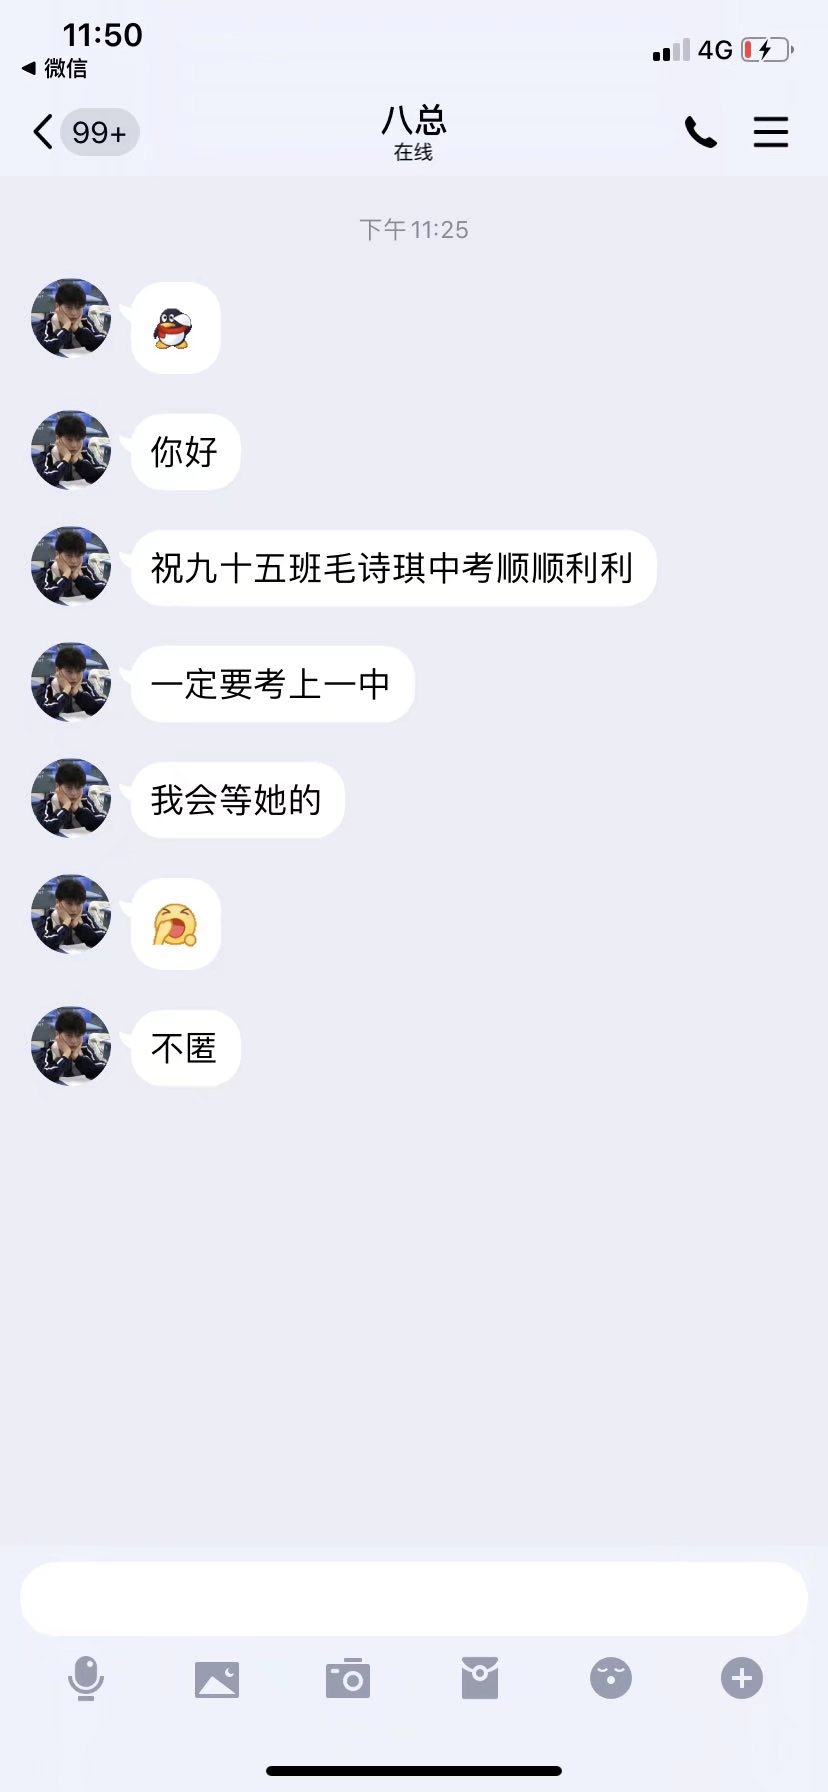 11:50
4G
◀ 微信
99+
八总
在线
下午 11:25
你好
祝九十五班毛诗琪中考顺顺利利
一定要考上一中
我会等她的
不匿